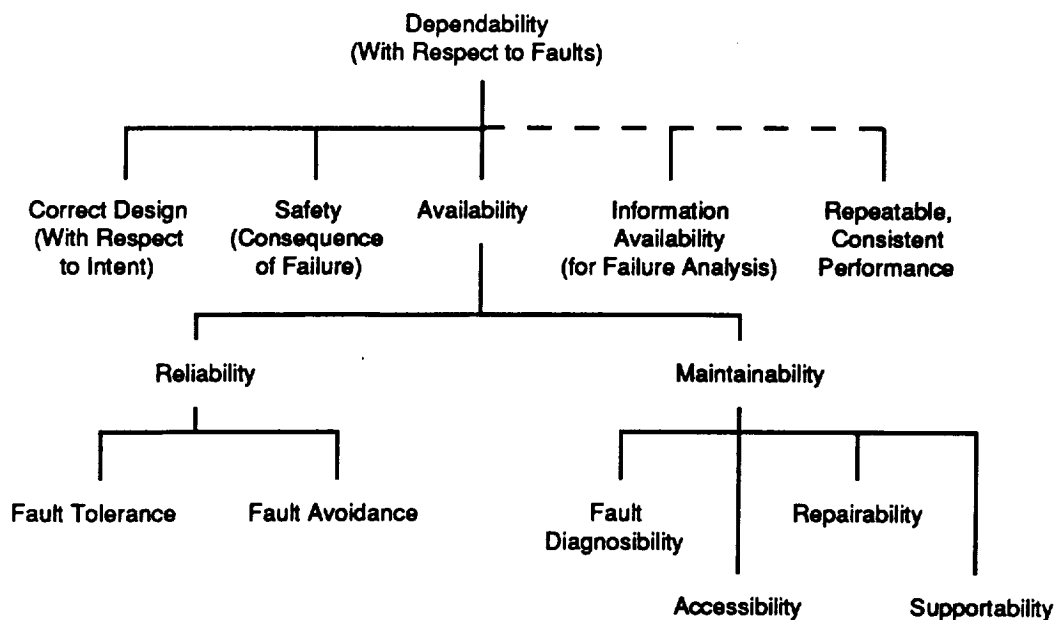 Dependability
(With Respect to Faults)
Correct Design
(With Respect
to Intent)
Safety
(Consequence
of Failure)
Availability
Information
Availability
(for Failure Analysis)
Repeatable,
Consistent
Performance
Reliability
Maintainability
Fault Tolerance
Fault Avoidance
Fault
Diagnosibility
Repairability
Accessibility
Supportability